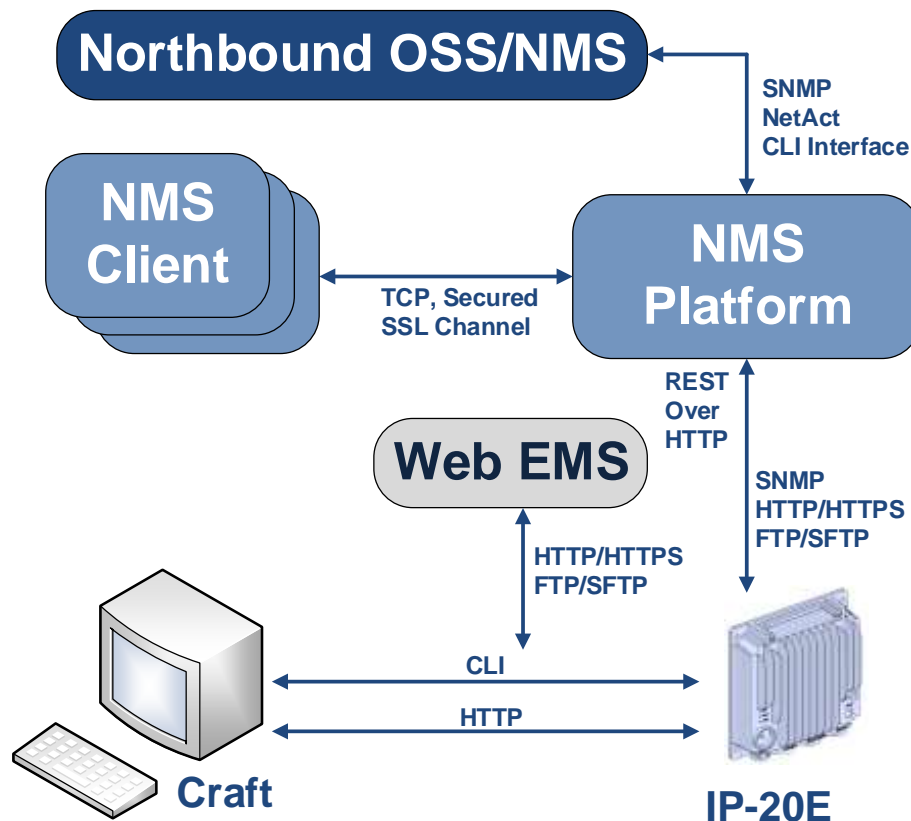 Northbound OSS/NMS
SNMP
NetAct
CLI Interface
NMS
Client
NMS
Platform
TCP, Secured
SSL Channel
REST
Over
HTTP
Web EMS
SNMP
HTTP/HTTPS
FTP/SFTP
HTTP/HTTPS
FTP/SFTP
CLI
HTTP
Craft
IP-20E